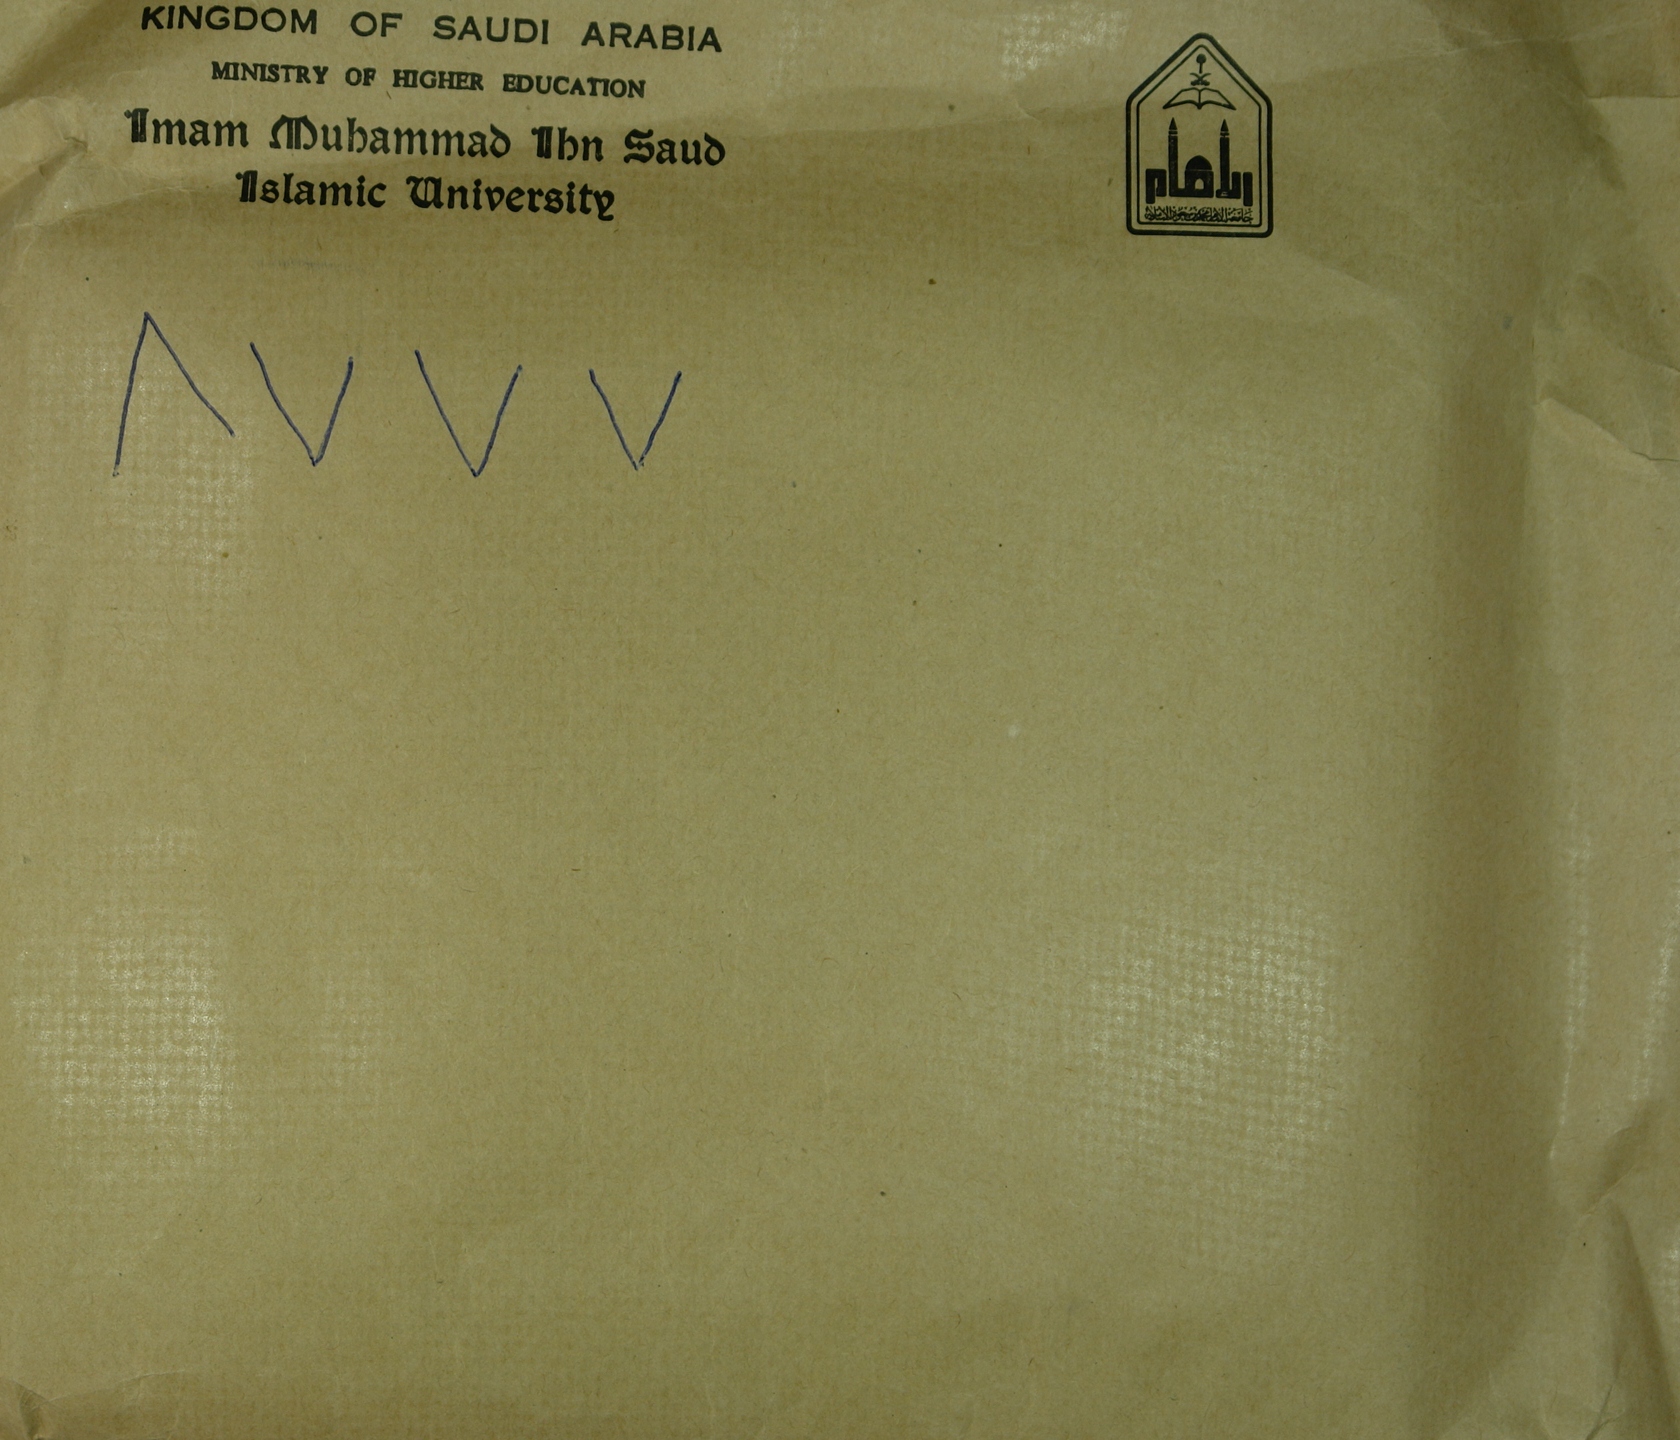 KINGDOM OF SAUDI ARABIA
MINISTRY OF HIGHER EDUCATION
Imam Muhammad Ibn Saud
Islamic University
الإمام
جامعة الإمام محمد بن سعود الإسلامية
٨٧٧٧